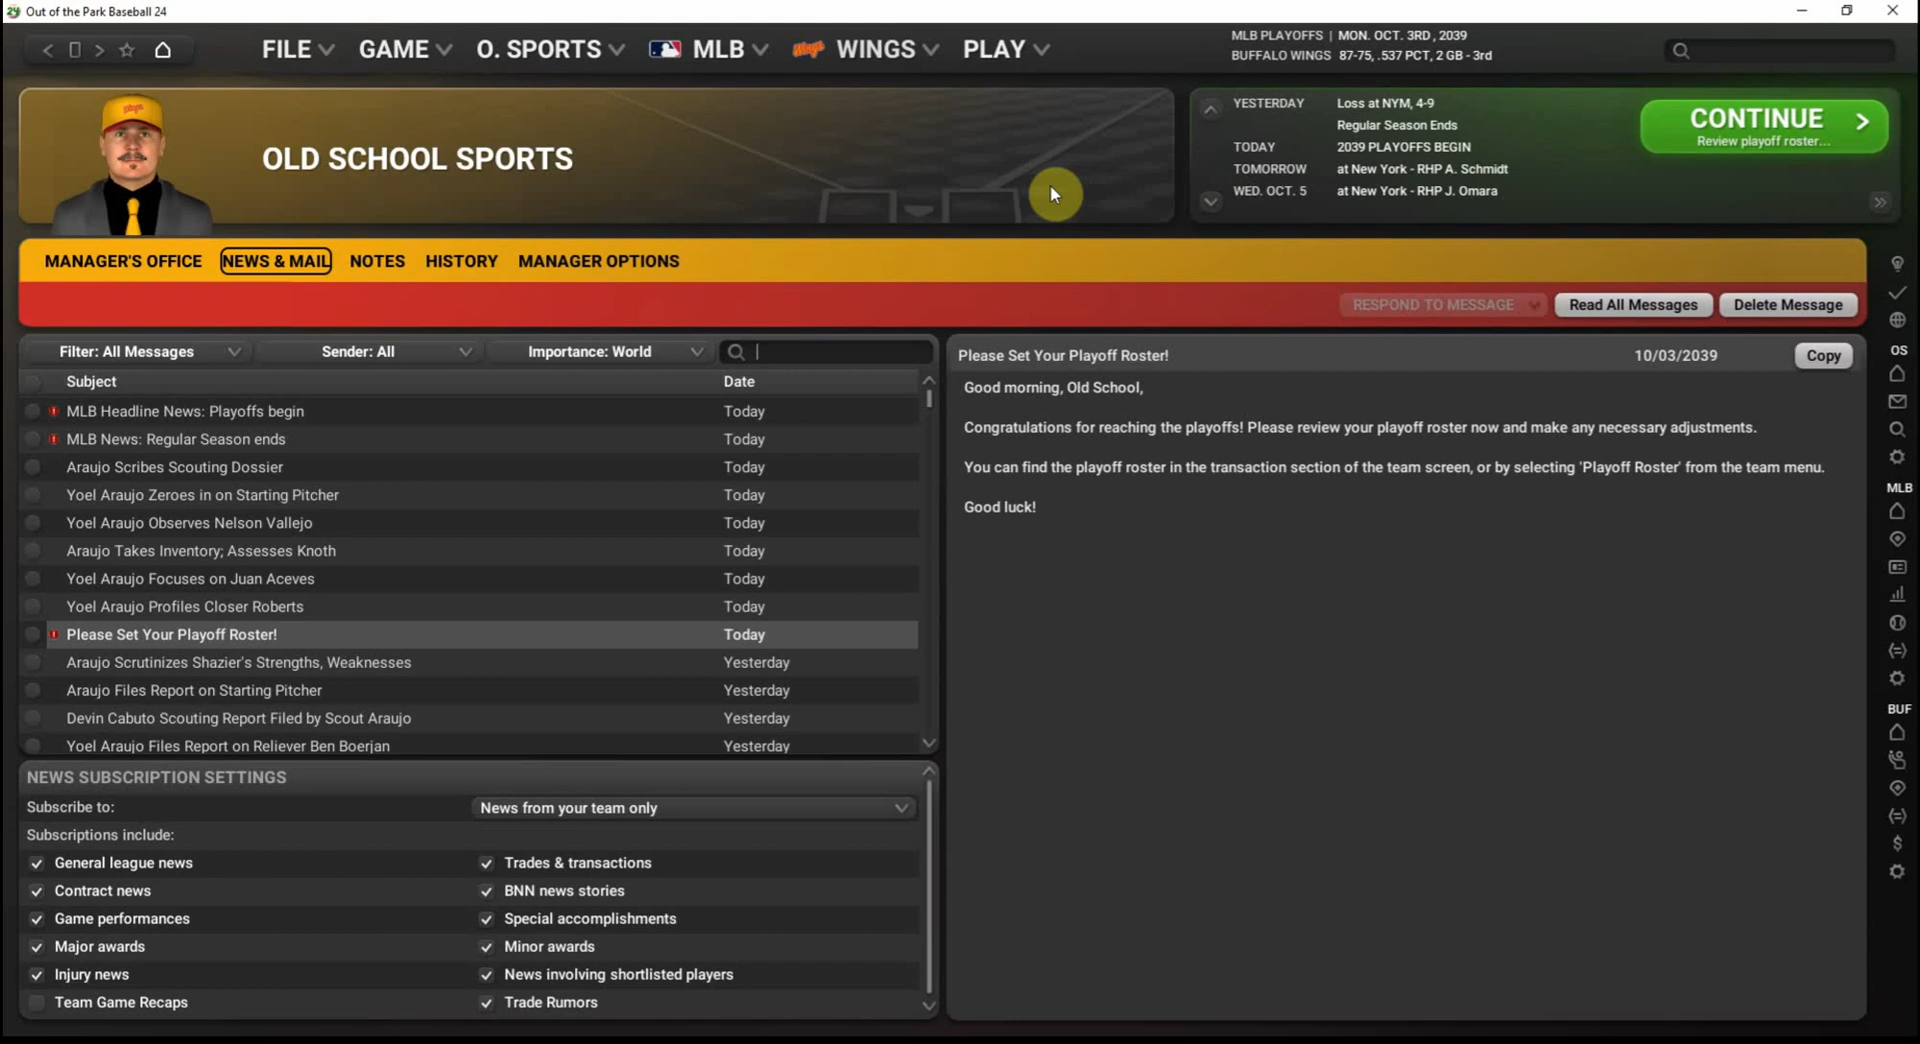 Out of the Park Baseball 24
FILE GAME O. SPORTS MLB WINGS PLAY
MLB PLAYOFFS | MON. OCT. 3RD , 2039
BUFFALO WINGS 87-75, .537 PCT, 2 GB - 3rd
OLD SCHOOL SPORTS
YESTERDAY Loss at NYM, 4-9
Regular Season Ends
TODAY 2039 PLAYOFFS BEGIN
TOMORROW at New York - RHP A. Schmidt
WED. OCT. 5 at New York - RHP J. Omara
CONTINUE
Review playoff roster...
MANAGER'S OFFICE NEWS & MAIL NOTES HISTORY MANAGER OPTIONS
RESPOND TO MESSAGE Read All Messages Delete Message
Filter: All Messages Sender: All Importance: World
Subject Date
MLB Headline News: Playoffs begin Today
MLB News: Regular Season ends Today
Araujo Scribes Scouting Dossier Today
Yoel Araujo Zeroes in on Starting Pitcher Today
Yoel Araujo Observes Nelson Vallejo Today
Araujo Takes Inventory; Assesses Knoth Today
Yoel Araujo Focuses on Juan Aceves Today
Yoel Araujo Profiles Closer Roberts Today
Please Set Your Playoff Roster! Today
Araujo Scrutinizes Shazier's Strengths, Weaknesses Yesterday
Araujo Files Report on Starting Pitcher Yesterday
Devin Cabuto Scouting Report Filed by Scout Araujo Yesterday
Yoel Araujo Files Report on Reliever Ben Boerjan Yesterday
NEWS SUBSCRIPTION SETTINGS
Subscribe to: News from your team only
Subscriptions include:
General league news Trades & transactions
Contract news BNN news stories
Game performances Special accomplishments
Major awards Minor awards
Injury news News involving shortlisted players
Team Game Recaps Trade Rumors
Please Set Your Playoff Roster! 10/03/2039 Copy
Good morning, Old School,
Congratulations for reaching the playoffs! Please review your playoff roster now and make any necessary adjustments.
You can find the playoff roster in the transaction section of the team screen, or by selecting 'Playoff Roster' from the team menu.
Good luck!
OS
MLB
BUF